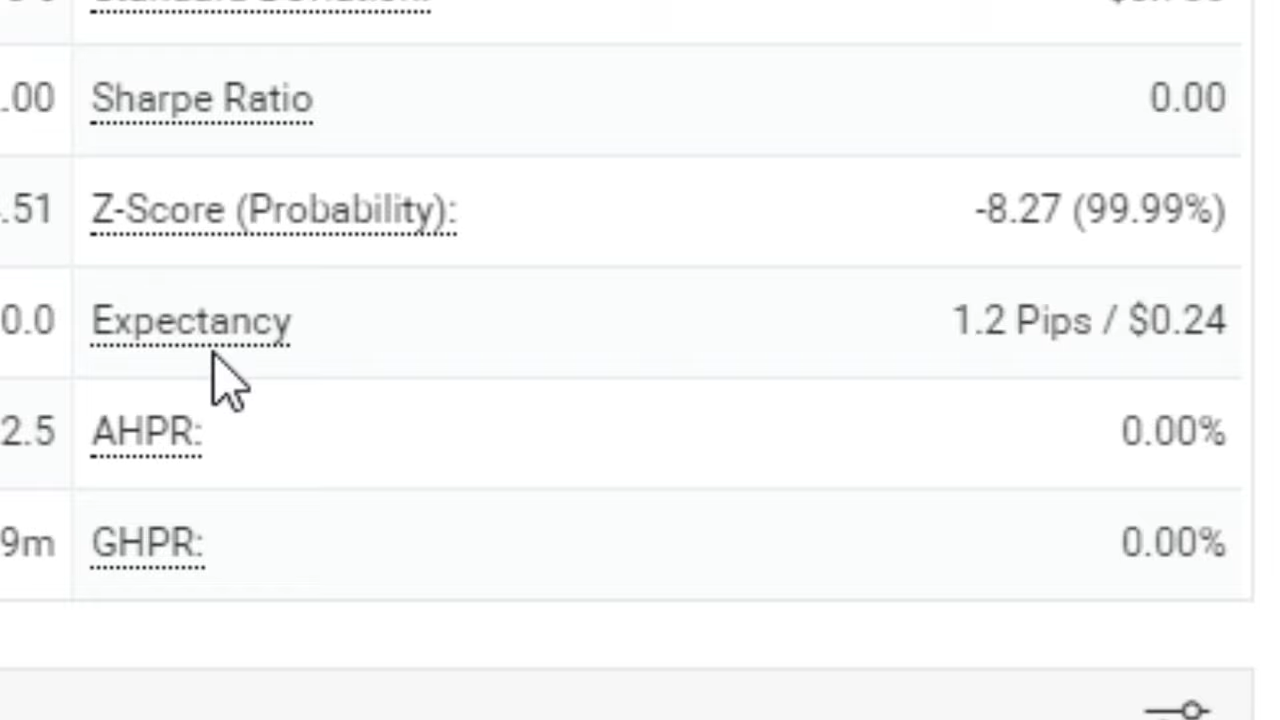 .00 Sharpe Ratio 0.00
.51 Z-Score (Probability): -8.27 (99.99%)
0.0 Expectancy 1.2 Pips / $0.24
2.5 AHPR: 0.00%
9m GHPR: 0.00%